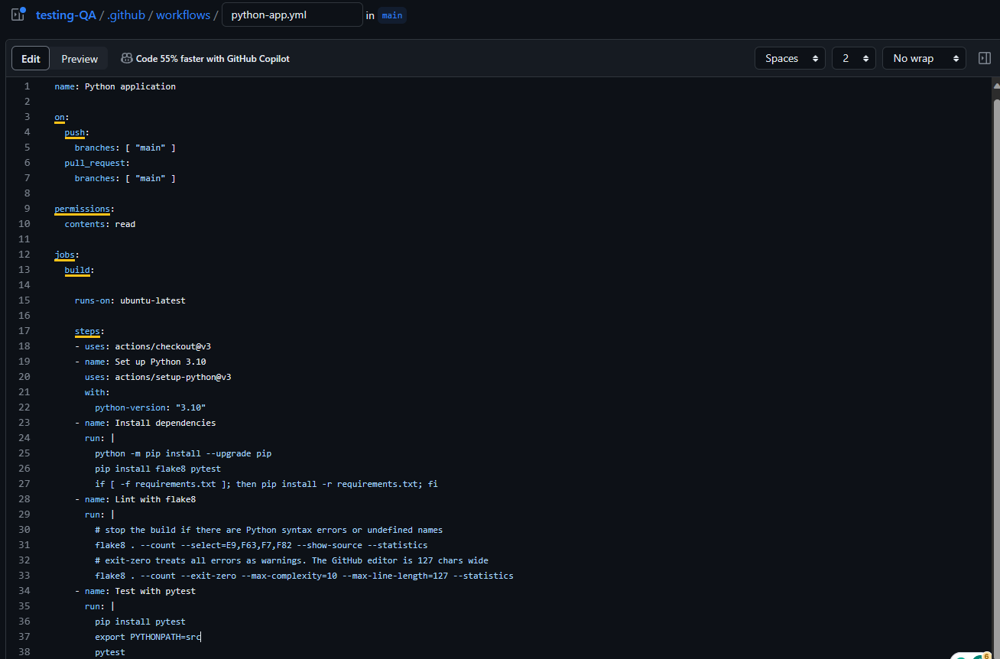 testing-QA / .github / workflows / python-app.yml in main
Edit Preview Code 55% faster with GitHub Copilot Spaces 2 No wrap
1 name: Python application
2
3 on:
4   push:
5     branches: [ "main" ]
6   pull_request:
7     branches: [ "main" ]
8
9 permissions:
10   contents: read
11
12 jobs:
13   build:
14
15     runs-on: ubuntu-latest
16
17     steps:
18     - uses: actions/checkout@v3
19     - name: Set up Python 3.10
20       uses: actions/setup-python@v3
21       with:
22         python-version: "3.10"
23     - name: Install dependencies
24       run: |
25         python -m pip install --upgrade pip
26         pip install flake8 pytest
27         if [ -f requirements.txt ]; then pip install -r requirements.txt; fi
28     - name: Lint with flake8
29       run: |
30         # stop the build if there are Python syntax errors or undefined names
31         flake8 . --count --select=E9,F63,F7,F82 --show-source --statistics
32         # exit-zero treats all errors as warnings. The GitHub editor is 127 chars wide
33         flake8 . --count --exit-zero --max-complexity=10 --max-line-length=127 --statistics
34     - name: Test with pytest
35       run: |
36         pip install pytest
37         export PYTHONPATH=src
38         pytest
6